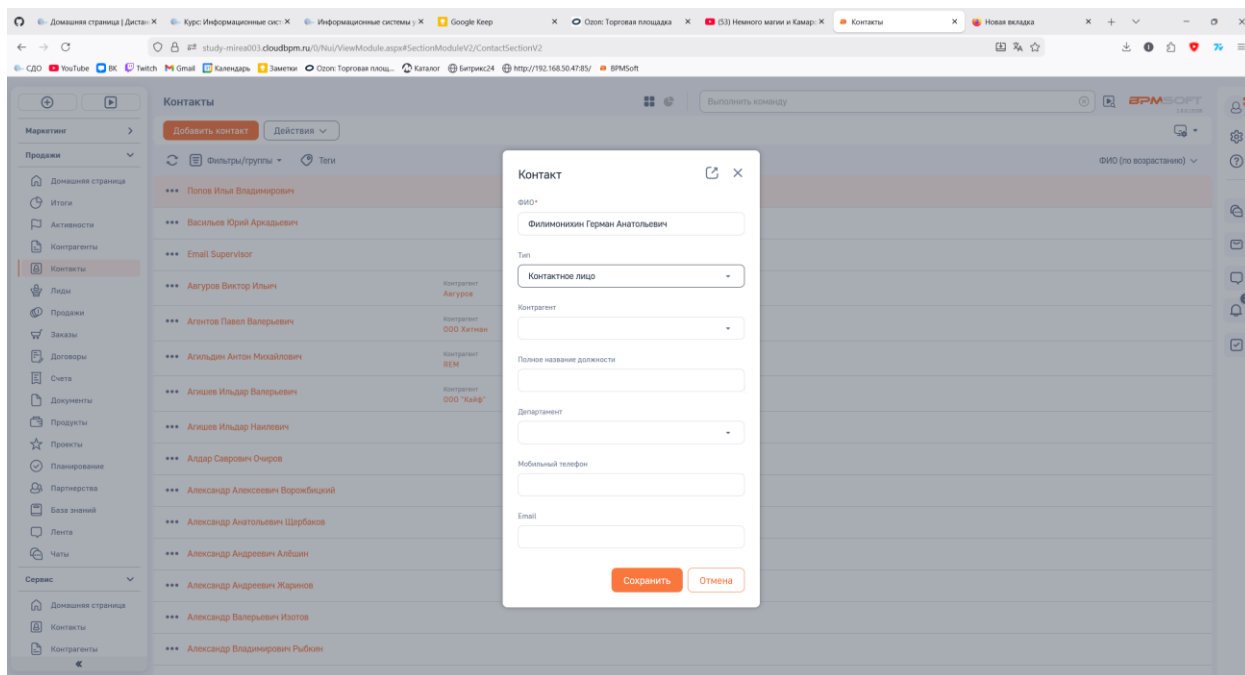 Домашняя страница | Дистан
Курс: Информационные сист
Информационные системы у
Google Keep
Ozon: Торговая площадка
(53) Немного магии и Камар:
Контакты
Новая вкладка
study-mirea003.cloudbpm.ru/0/Nui/ViewModule.aspx#SectionModuleV2/ContactSectionV2
СДО YouTube ВК Twitch Gmail Календарь Заметки Ozon: Торговая площ... Каталог Битрикс24 http://192.168.50.47:85/ BPMSoft
Контакты
Выполнить команду
BPMSOFT
Маркетинг
Добавить контакт
Действия
Продажи
Фильтры/группы
Теги
ФИО (по возрастанию)
Домашняя страница
Итоги
Активности
Контрагенты
Контакты
Лиды
Продажи
Заказы
Договоры
Счета
Документы
Продукты
Проекты
Планирование
Партнерства
База знаний
Лента
Чаты
Сервис
Домашняя страница
Контакты
Контрагенты
Попов Илья Владимирович
Васильев Юрий Аркадьевич
Email Supervisor
Авгуров Виктор Ильич
Контрагент
Авгуров
Агентов Павел Валерьевич
Контрагент
ООО Хитман
Агильдин Антон Михайлович
Контрагент
Агишев Ильдар Валерьевич
Контрагент
ООО "Кайф"
Агишев Ильдар Наилевич
Алдар Саврович Очиров
Александр Алексеевич Ворожбицкий
Александр Анатольевич Щербаков
Александр Андреевич Алёшин
Александр Андреевич Жаринов
Александр Валерьевич Изотов
Александр Владимирович Рыбкин
Контакт
ФИО*
Филимонихин Герман Анатольевич
Тип
Контактное лицо
Контрагент
Полное название должности
Департамент
Мобильный телефон
Email
Сохранить
Отмена